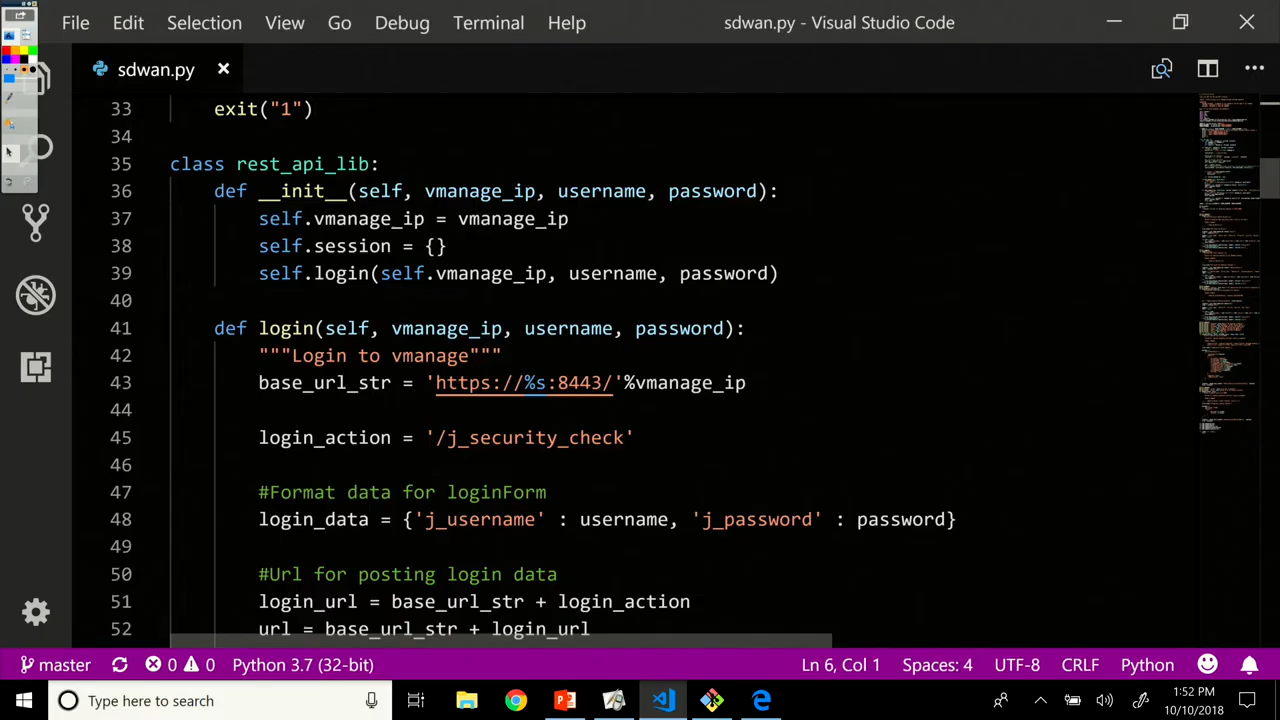 File Edit Selection View Go Debug Terminal Help sdwan.py - Visual Studio Code
sdwan.py
33 exit("1")
34
35 class rest_api_lib:
36 def __init__(self, vmanage_ip, username, password):
37 self.vmanage_ip = vmanage_ip
38 self.session = {}
39 self.login(self.vmanage_ip, username, password)
40
41 def login(self, vmanage_ip, username, password):
42 """Login to vmanage"""
43 base_url_str = 'https://%s:8443/'%vmanage_ip
44
45 login_action = '/j_security_check'
46
47 #Format data for loginForm
48 login_data = {'j_username' : username, 'j_password' : password}
49
50 #Url for posting login data
51 login_url = base_url_str + login_action
52 url = base_url_str + login_url
master 0 0 Python 3.7 (32-bit) Ln 6, Col 1 Spaces: 4 UTF-8 CRLF Python
Type here to search
1:52 PM
10/10/2018